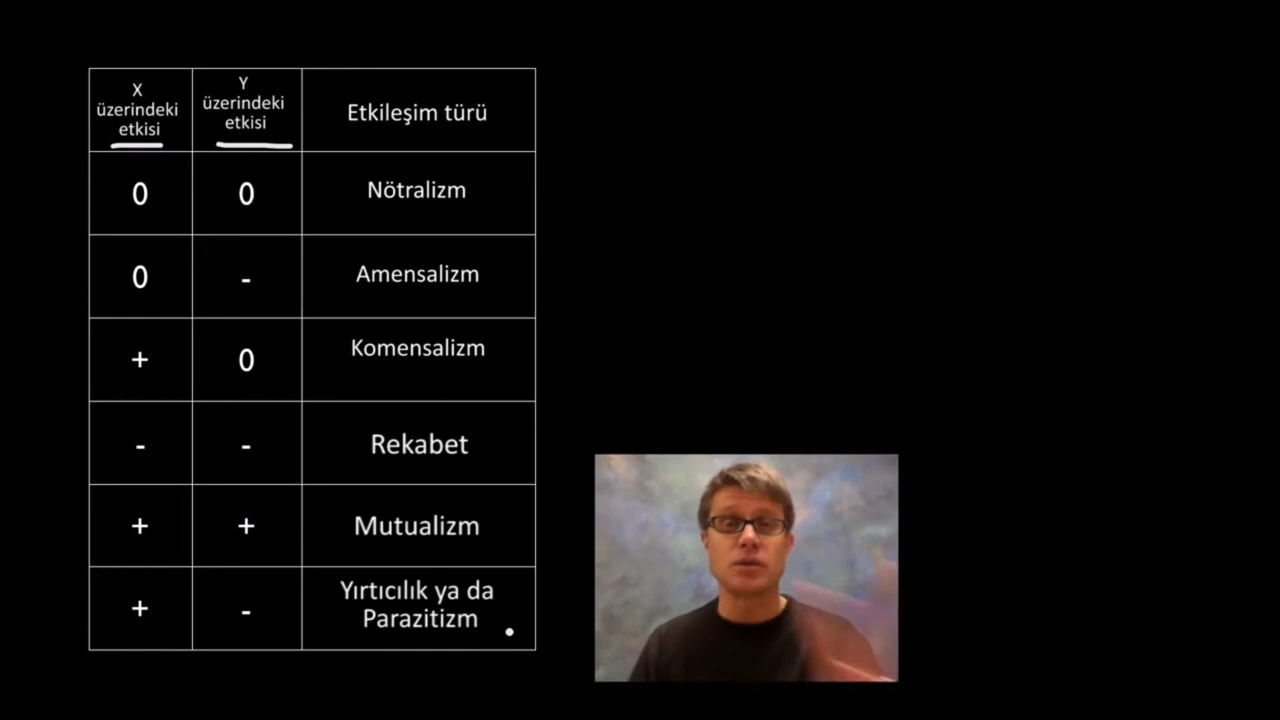 X
üzerindeki
etkisi
Y
üzerindeki
etkisi
Etkileşim türü
0 0 Nötralizm
0 - Amensalizm
+ 0 Komensalizm
- - Rekabet
+ + Mutualizm
+ - Yırtıcılık ya da
Parazitizm